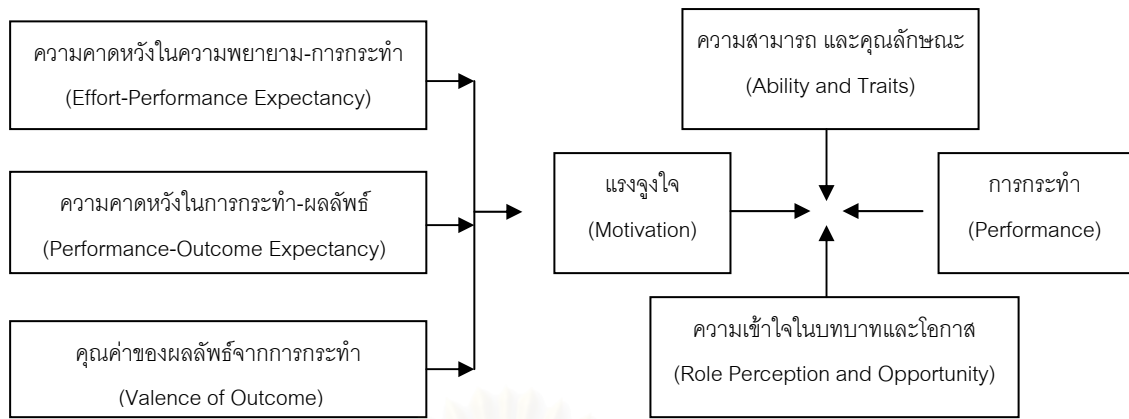 ความคาดหวังในความพยายาม-การกระทำ
(Effort-Performance Expectancy)
ความคาดหวังในการกระทำ-ผลลัพธ์
(Performance-Outcome Expectancy)
คุณค่าของผลลัพธ์จากการกระทำ
(Valence of Outcome)
แรงจูงใจ
(Motivation)
ความสามารถ และคุณลักษณะ
(Ability and Traits)
การกระทำ
(Performance)
ความเข้าใจในบทบาทและโอกาส
(Role Perception and Opportunity)